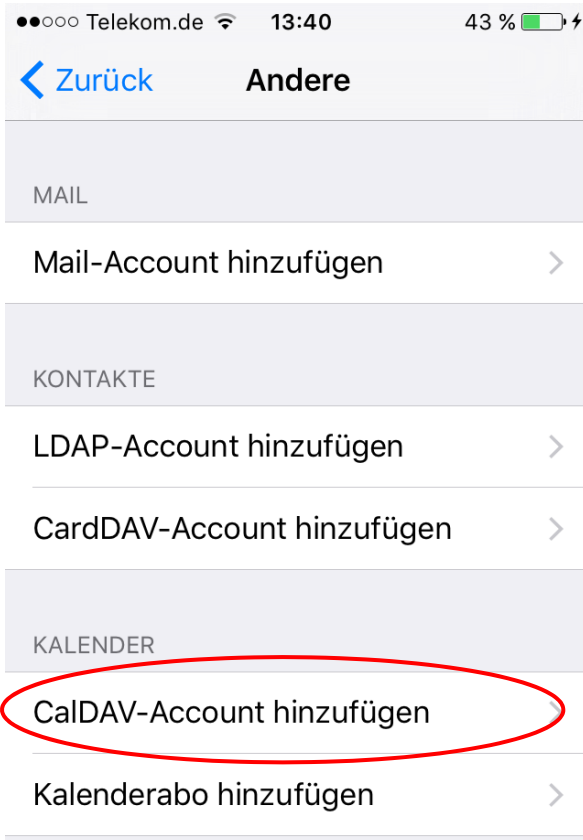 Telekom.de 13:40 43 %
Zurück Andere
MAIL
Mail-Account hinzufügen
KONTAKTE
LDAP-Account hinzufügen
CardDAV-Account hinzufügen
KALENDER
CalDAV-Account hinzufügen
Kalenderabo hinzufügen